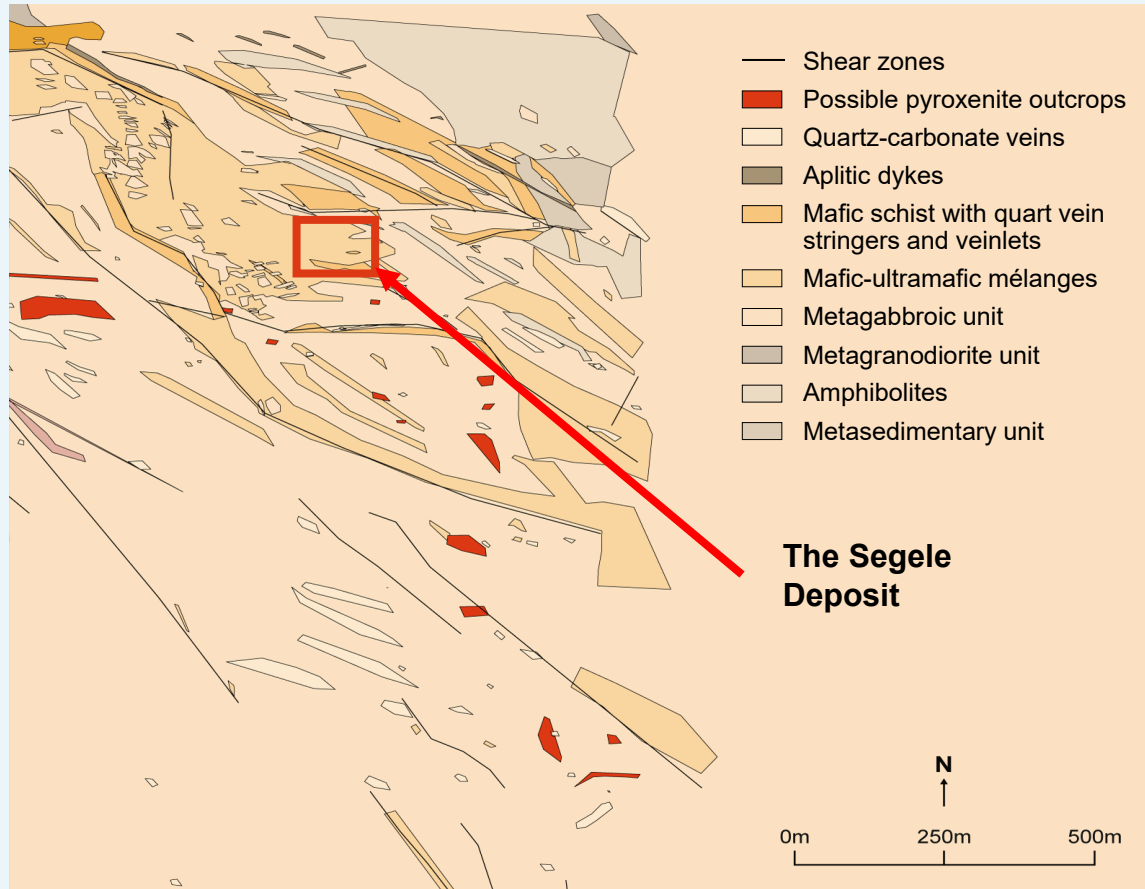 Shear zones
Possible pyroxenite outcrops
Quartz-carbonate veins
Aplitic dykes
Mafic schist with quart vein
stringers and veinlets
Mafic-ultramafic mélanges
Metagabbroic unit
Metagranodiorite unit
Amphibolites
Metasedimentary unit
The Segele
Deposit
N
0m 250m 500m